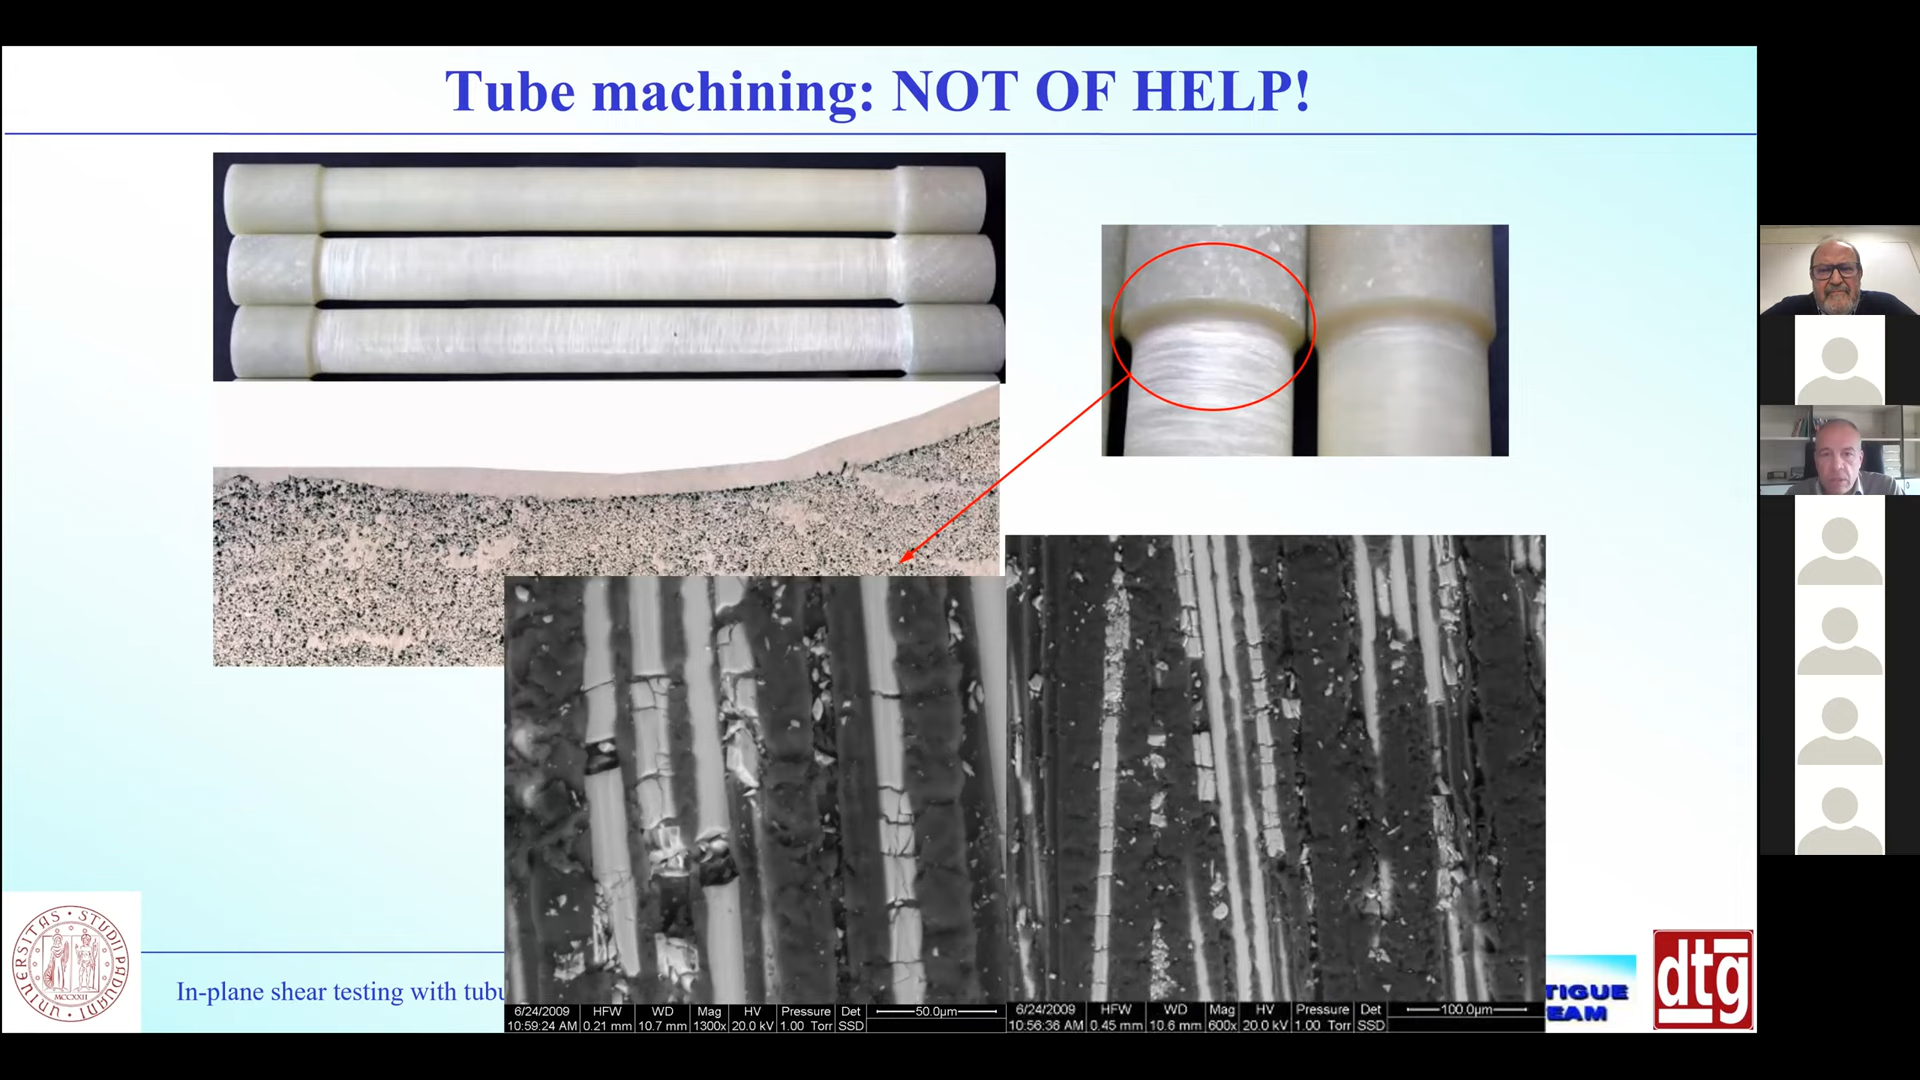 Tube machining: NOT OF HELP!
UNIVERSITAS STUDII PADUANI
MCCXXII
In-plane shear testing with tubu
6/24/2009 HFW WD Mag HV Pressure Det 50.0µm
10:59:24 AM 0.21 mm 10.7 mm 1300x 20.0 kV 1.00 Torr SSD
6/24/2009 HFW WD Mag HV Pressure Det 100.0µm
10:56:36 AM 0.45 mm 10.6 mm 600x 20.0 kV 1.00 Torr SSD
TIGUE
EAM
dtg